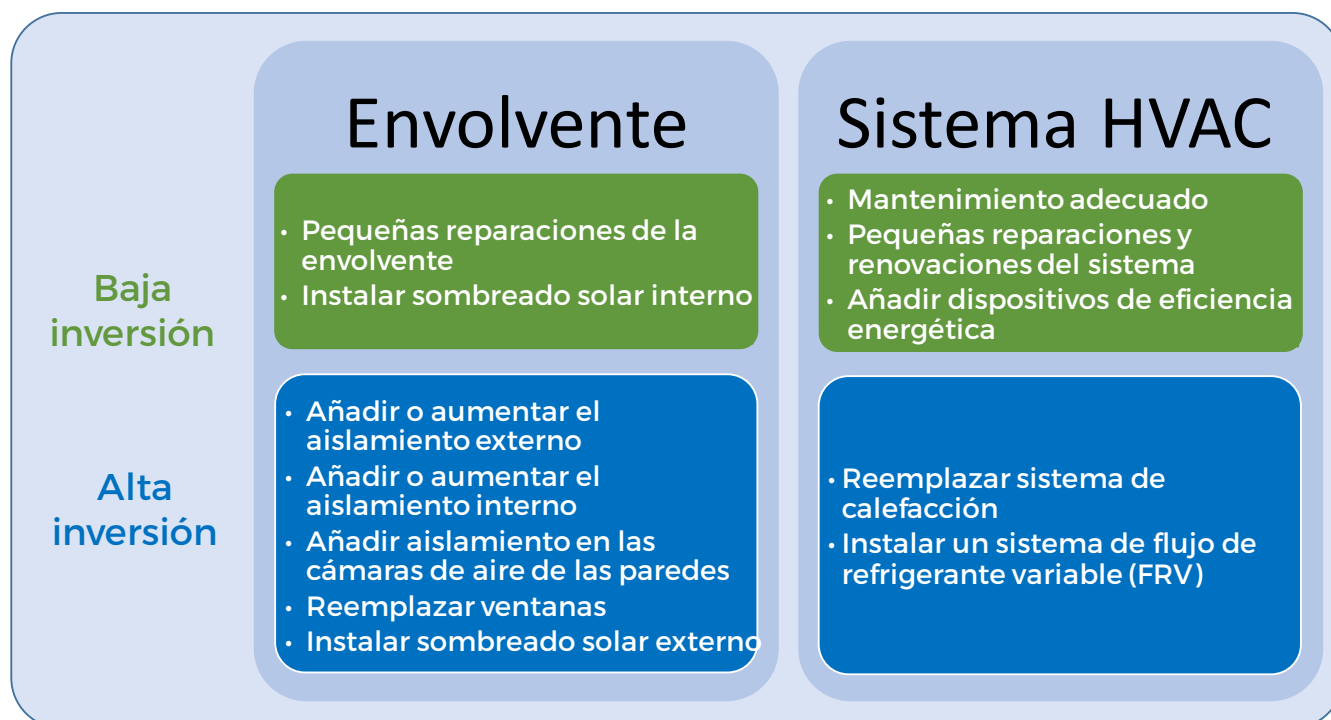 Envolvente
Sistema HVAC
Baja
inversión
• Pequeñas reparaciones de la
envolvente
• Instalar sombreado solar interno
• Mantenimiento adecuado
• Pequeñas reparaciones y
renovaciones del sistema
• Añadir dispositivos de eficiencia
energética
Alta
inversión
• Añadir o aumentar el
aislamiento externo
• Añadir o aumentar el
aislamiento interno
• Añadir aislamiento en las
cámaras de aire de las paredes
• Reemplazar ventanas
• Instalar sombreado solar externo
• Reemplazar sistema de
calefacción
• Instalar un sistema de flujo de
refrigerante variable (FRV)